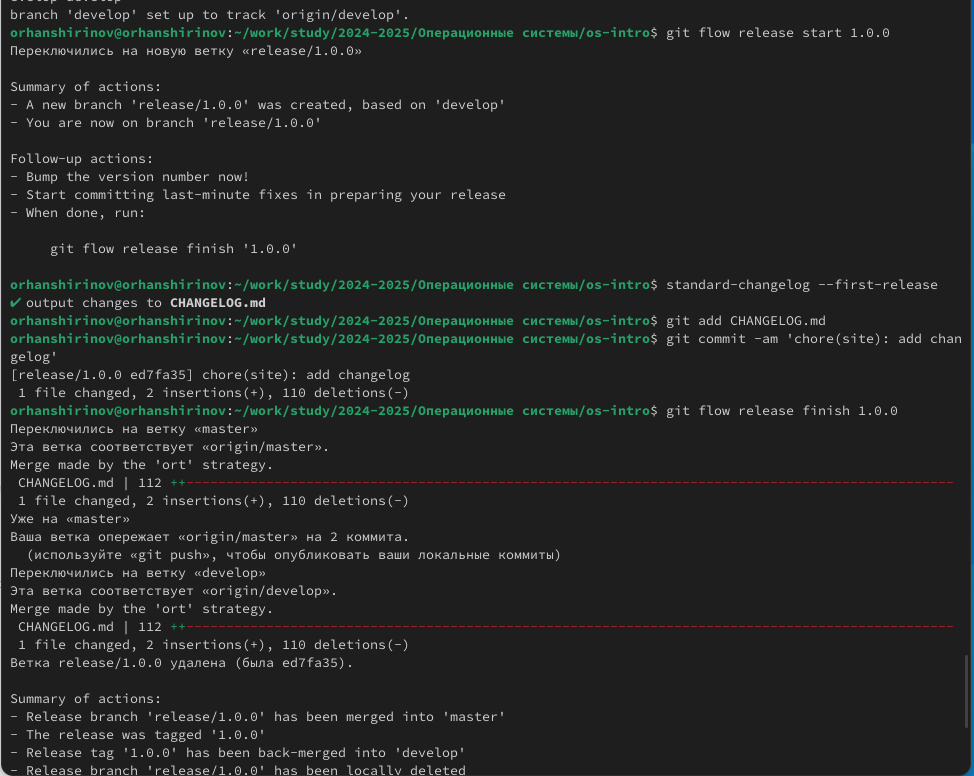 branch 'develop' set up to track 'origin/develop'.
orhanshirinov@orhanshirinov:~/work/study/2024-2025/Операционные системы/os-intro$ git flow release start 1.0.0
Переключились на новую ветку «release/1.0.0»
Summary of actions:
- A new branch 'release/1.0.0' was created, based on 'develop'
- You are now on branch 'release/1.0.0'
Follow-up actions:
- Bump the version number now!
- Start committing last-minute fixes in preparing your release
- When done, run:
git flow release finish '1.0.0'
orhanshirinov@orhanshirinov:~/work/study/2024-2025/Операционные системы/os-intro$ standard-changelog --first-release
✔ output changes to CHANGELOG.md
orhanshirinov@orhanshirinov:~/work/study/2024-2025/Операционные системы/os-intro$ git add CHANGELOG.md
orhanshirinov@orhanshirinov:~/work/study/2024-2025/Операционные системы/os-intro$ git commit -am 'chore(site): add chan
gelog'
[release/1.0.0 ed7fa35] chore(site): add changelog
1 file changed, 2 insertions(+), 110 deletions(-)
orhanshirinov@orhanshirinov:~/work/study/2024-2025/Операционные системы/os-intro$ git flow release finish 1.0.0
Переключились на ветку «master»
Эта ветка соответствует «origin/master».
Merge made by the 'ort' strategy.
CHANGELOG.md | 112 ++------------------------------------------------------------------------------------------------
1 file changed, 2 insertions(+), 110 deletions(-)
Уже на «master»
Ваша ветка опережает «origin/master» на 2 коммита.
(используйте «git push», чтобы опубликовать ваши локальные коммиты)
Переключились на ветку «develop»
Эта ветка соответствует «origin/develop».
Merge made by the 'ort' strategy.
CHANGELOG.md | 112 ++------------------------------------------------------------------------------------------------
1 file changed, 2 insertions(+), 110 deletions(-)
Ветка release/1.0.0 удалена (была ed7fa35).
Summary of actions:
- Release branch 'release/1.0.0' has been merged into 'master'
- The release was tagged '1.0.0'
- Release tag '1.0.0' has been back-merged into 'develop'
- Release branch 'release/1.0.0' has been locally deleted